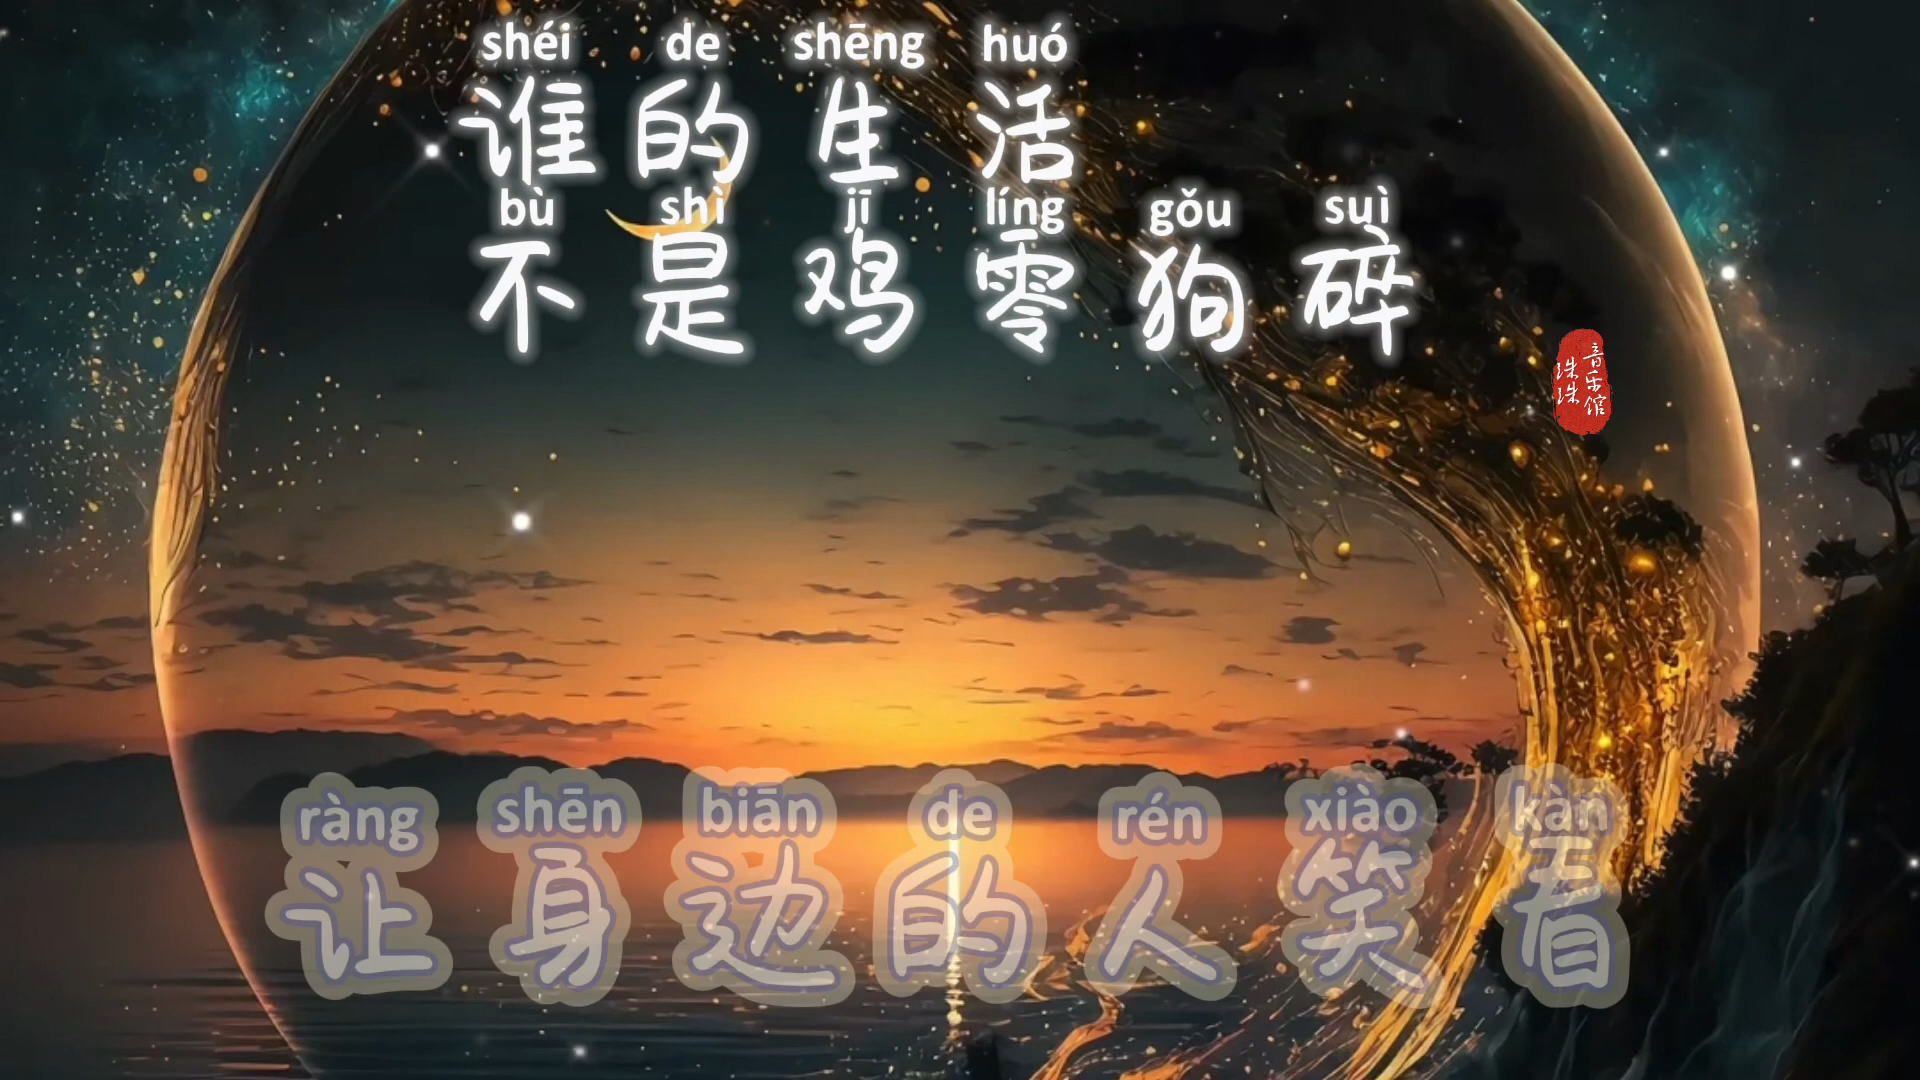 shéi de shēng huó
谁的生活
bù shì jī líng gǒu suì
不是鸡零狗碎
音乐馆
珠珠
ràng shēn biān de rén xiào kàn
让身边的人笑看